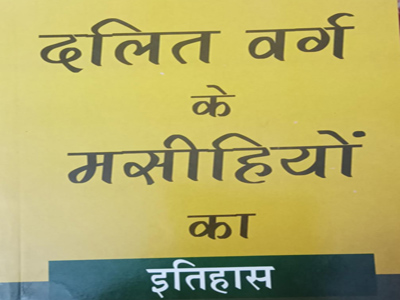 दलित वर्ग
के
मसीहियों
का
इतिहास